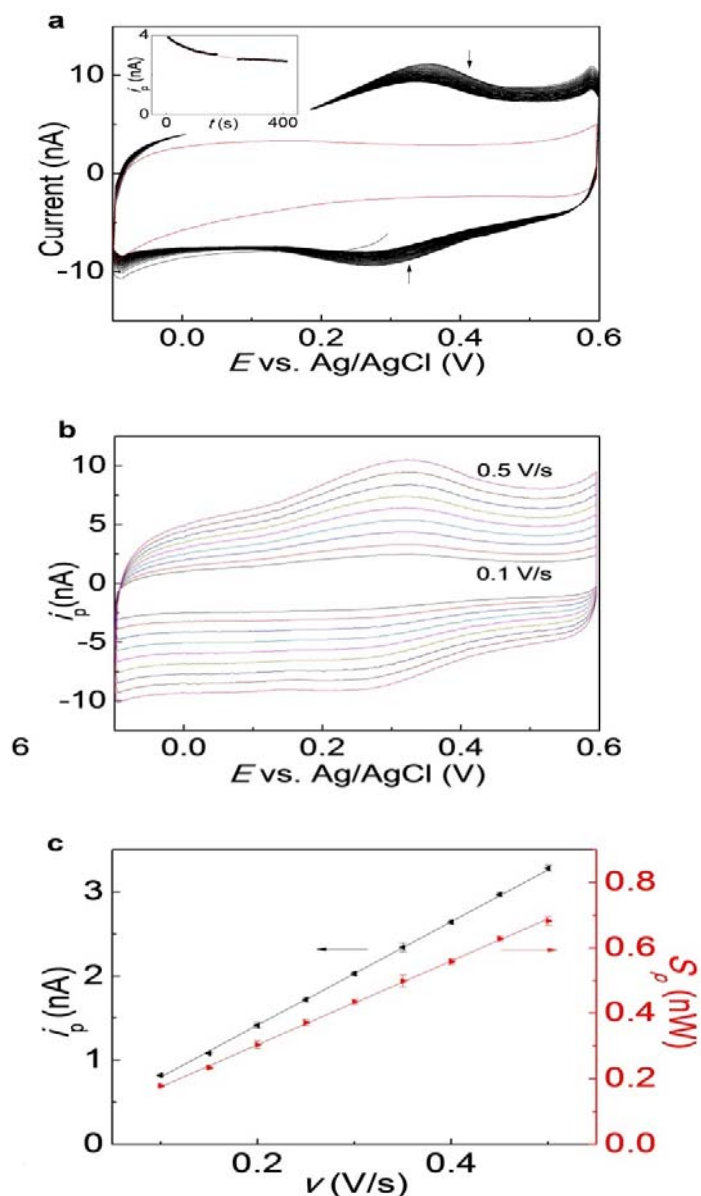 a
4
i_p (nA)
0
0
t (s)
400
10
0
-10
Current (nA)
0.0
0.2
0.4
0.6
E vs. Ag/AgCl (V)
b
10
5
0
-5
-10
i_p(nA)
0.5 V/s
0.1 V/s
0.0
0.2
0.4
0.6
E vs. Ag/AgCl (V)
6
c
3
2
1
0
i_p (nA)
0.8
0.6
0.4
0.2
0.0
S_p (nW)
0.2
0.4
v (V/s)